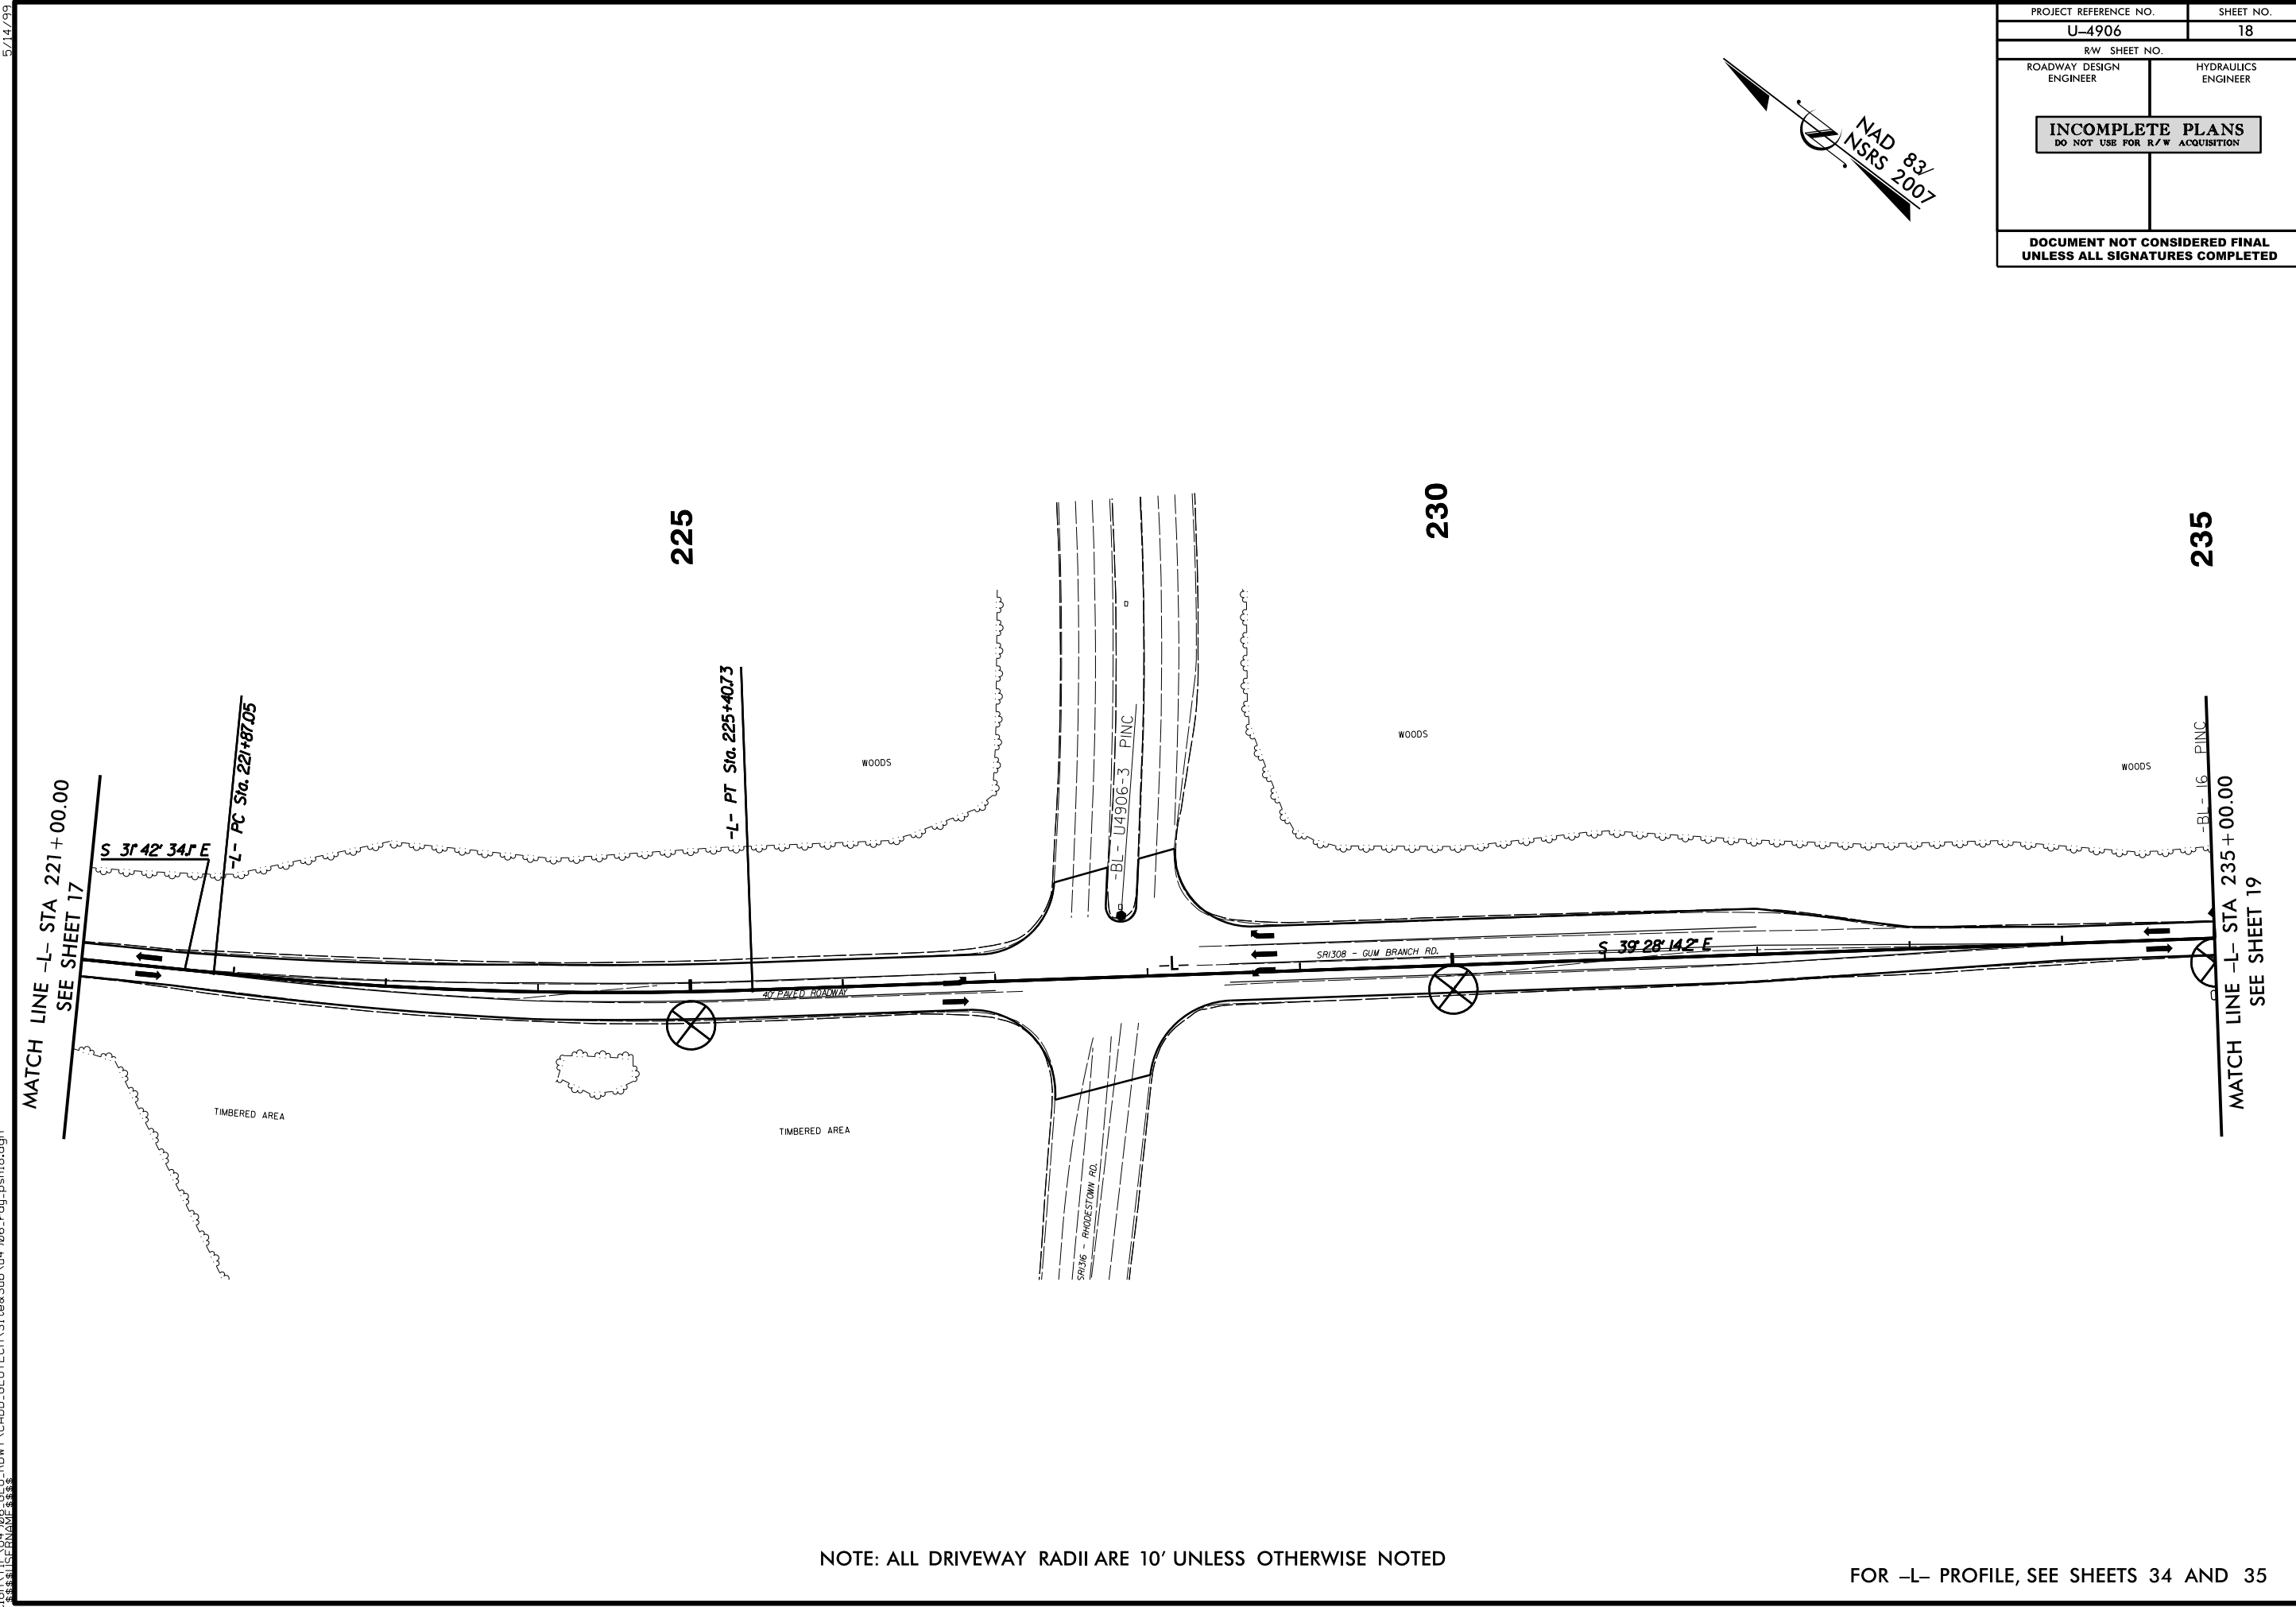 5/14/99
PROJECT REFERENCE NO.
SHEET NO.
U-4906
18
RW SHEET NO.
ROADWAY DESIGN
ENGINEER
HYDRAULICS
ENGINEER
INCOMPLETE PLANS
DO NOT USE FOR R/W ACQUISITION
DOCUMENT NOT CONSIDERED FINAL
UNLESS ALL SIGNATURES COMPLETED
NAD 83/
NSRS 2007
225
230
235
MATCH LINE -L- STA 221+00.00
SEE SHEET 17
S 31° 42' 34.1" E
-L- PC Sta. 221+87.05
-L- PT Sta. 225+40.73
WOODS
-BL- U4906-3 PINC
WOODS
WOODS
-BL- 16 PINC
MATCH LINE -L- STA 235+00.00
SEE SHEET 19
-L-
SR1308 - GUM BRANCH RD.
S 39° 28' 14.2" E
40' PAVED ROADWAY
TIMBERED AREA
TIMBERED AREA
SR1316 - RHODESTOWN RD.
NOTE: ALL DRIVEWAY RADII ARE 10' UNLESS OTHERWISE NOTED
FOR -L- PROFILE, SEE SHEETS 34 AND 35
$$$$USERNAME$$$$